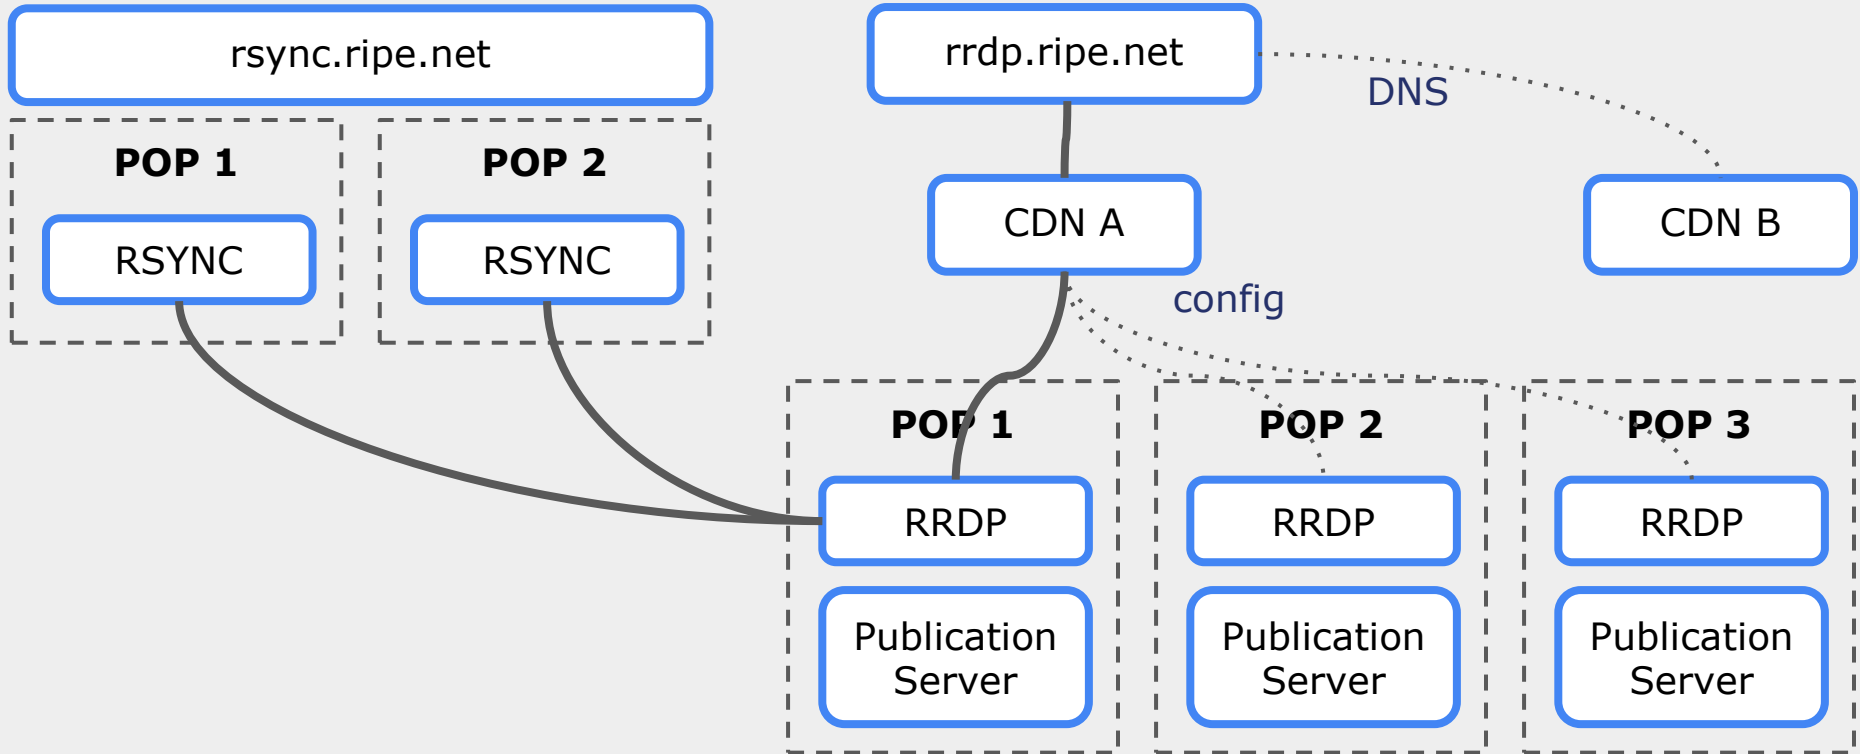 rsync.ripe.net
rrdp.ripe.net
DNS
POP 1
POP 2
RSYNC
RSYNC
CDN A
CDN B
config
POP 1
POP 2
POP 3
RRDP
RRDP
RRDP
Publication
Server
Publication
Server
Publication
Server